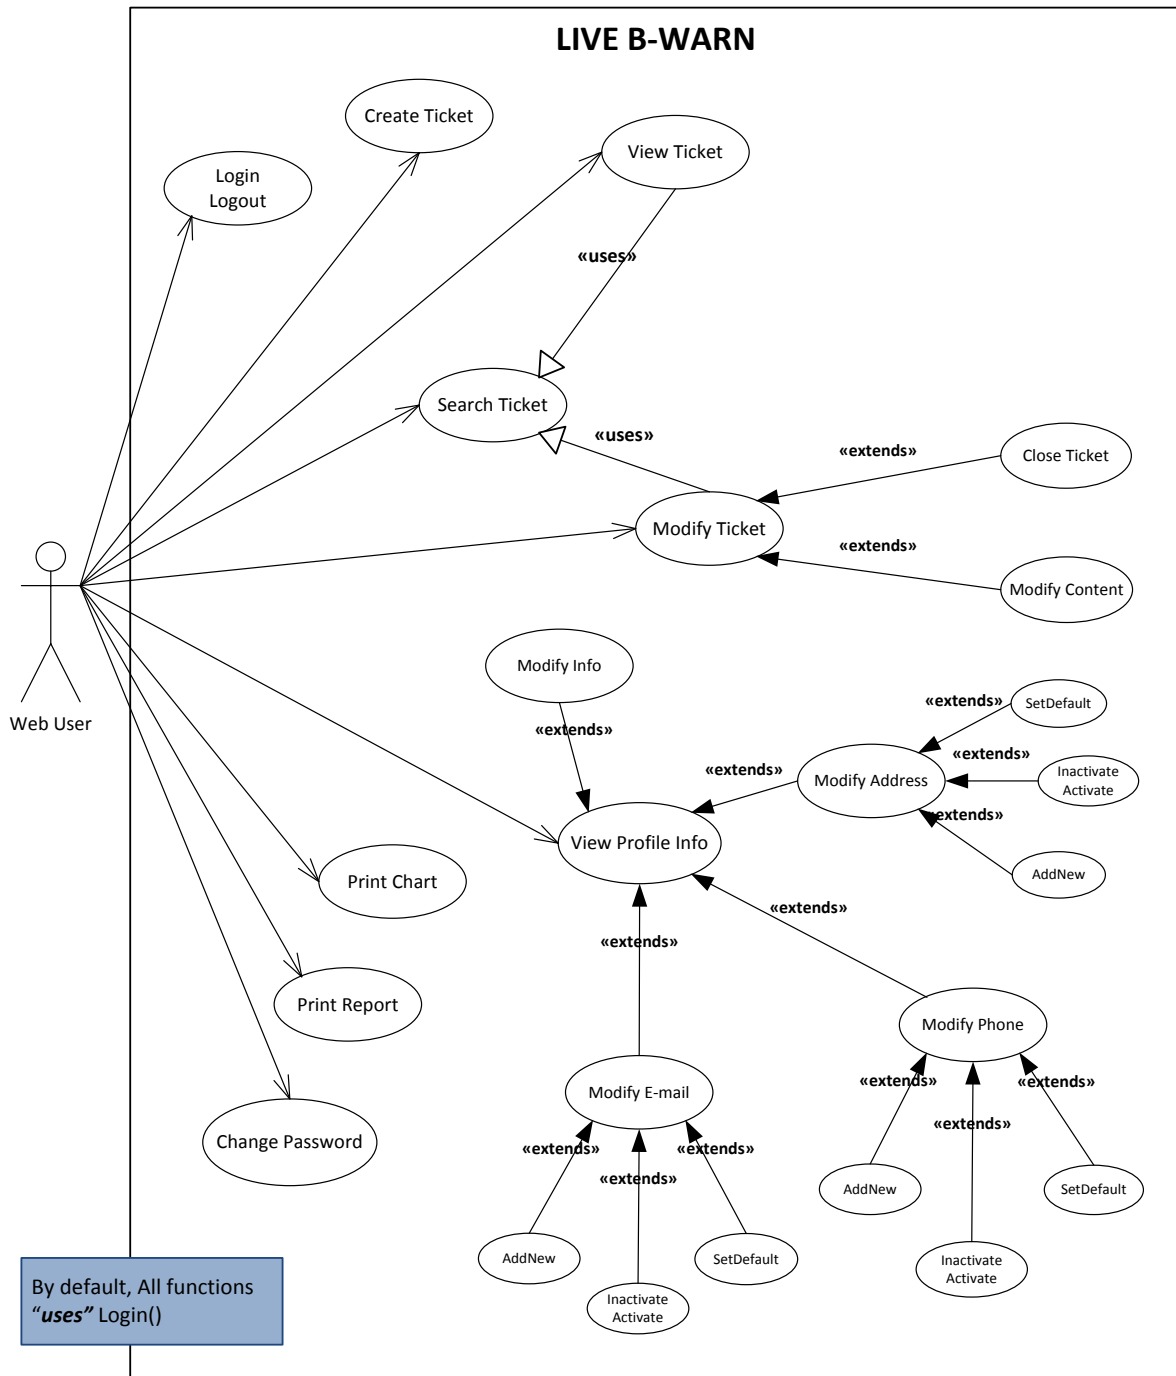 LIVE B-WARN
Create Ticket
View Ticket
Login
Logout
«uses»
Search Ticket
«uses»
«extends»
Close Ticket
Modify Ticket
«extends»
Modify Content
Web User
Modify Info
«extends»
«extends»
SetDefault
«extends»
«extends»
Modify Address
Inactivate
Activate
«extends»
View Profile Info
AddNew
Print Chart
«extends»
«extends»
Print Report
Modify Phone
Modify E-mail
«extends»
«extends»
«extends»
Change Password
«extends»
«extends»
«extends»
AddNew
SetDefault
AddNew
SetDefault
Inactivate
Activate
Inactivate
Activate
By default, All functions
“uses” Login()